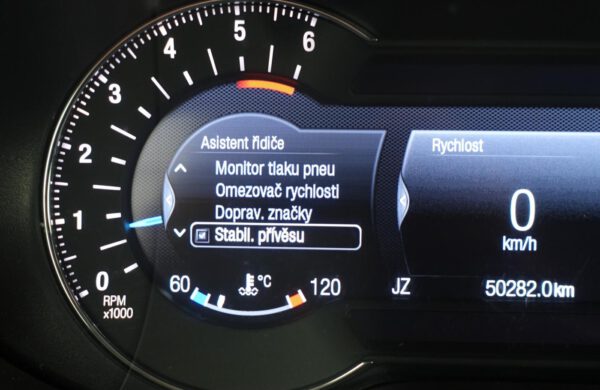 6
5
4
3
2
1
0
RPM
x1000
Asistent řidiče
Monitor tlaku pneu
Omezovač rychlosti
Doprav. značky
Stabil. přívěsu
60 °C 120
Rychlost
0
km/h
JZ 50282.0km